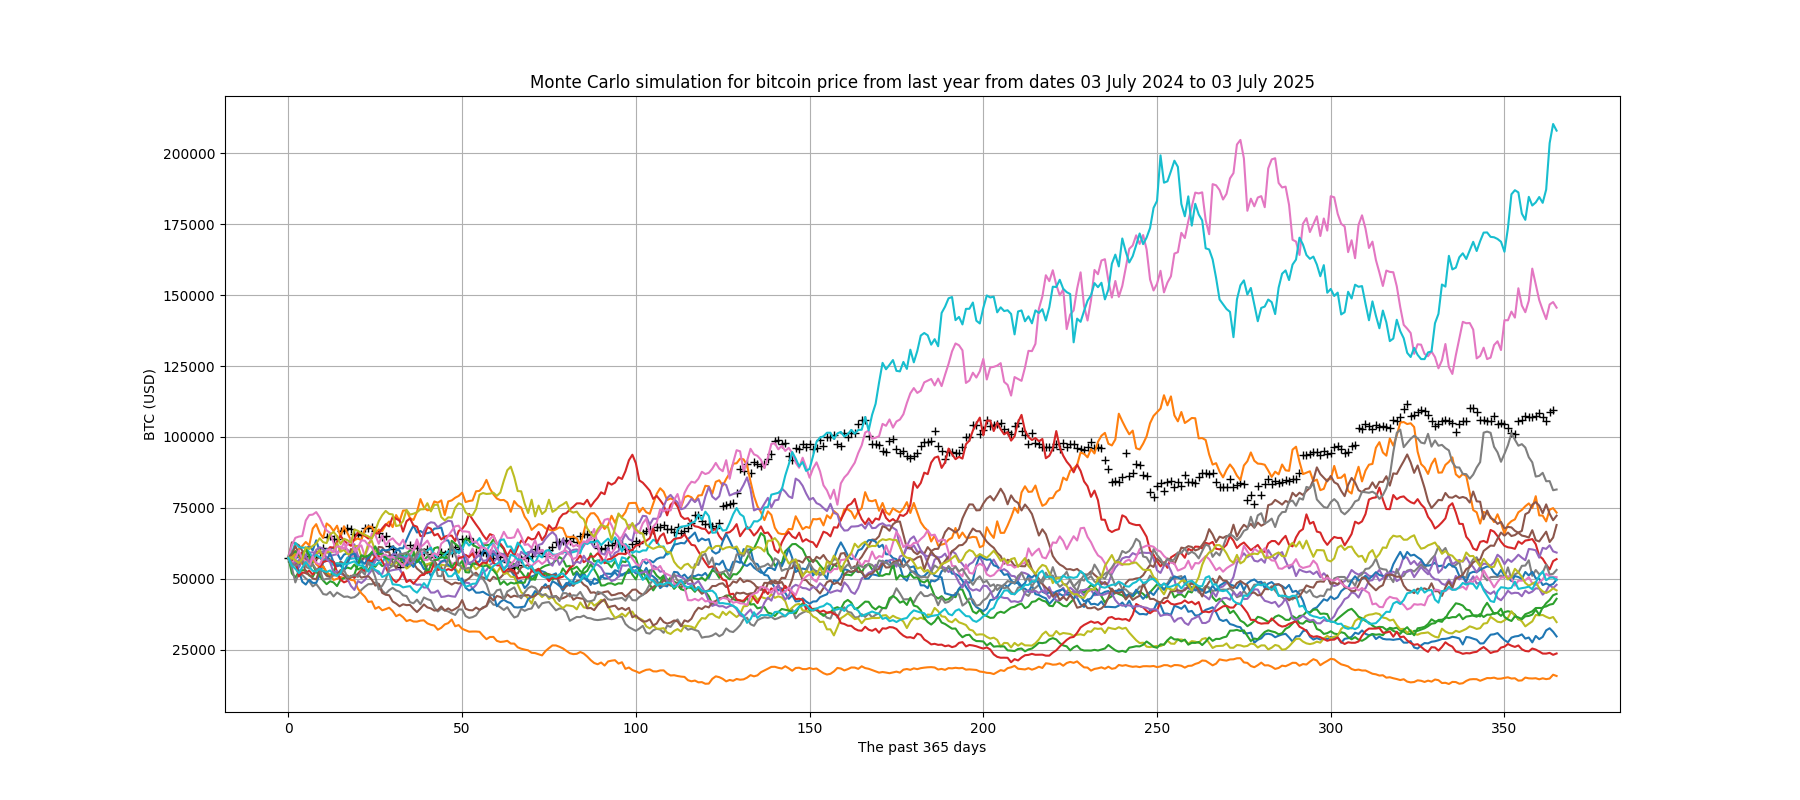 Monte Carlo simulation for bitcoin price from last year from dates 03 July 2024 to 03 July 2025
200000
175000
150000
125000
100000
75000
50000
25000
BTC (USD)
0 50 100 150 200 250 300 350
The past 365 days